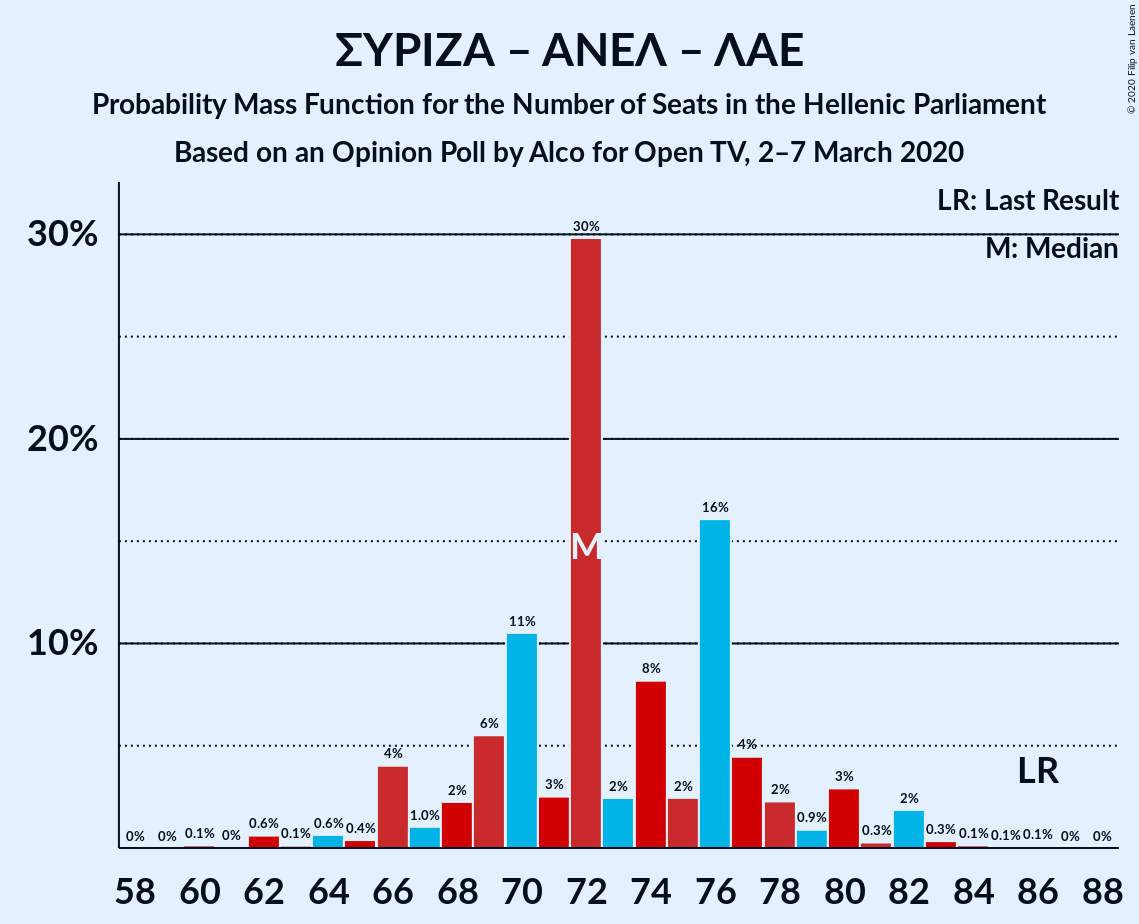 ΣΥΡΙΖΑ – ΑΝΕΛ – ΛΑΕ
Probability Mass Function for the Number of Seats in the Hellenic Parliament
Based on an Opinion Poll by Alco for Open TV, 2–7 March 2020
© 2020 Filip van Laenen
LR: Last Result
M: Median
30%
20%
10%
0% 0% 0.1% 0% 0.6% 0.1% 0.6% 0.4% 4% 1.0% 2% 6% 11% 3% 30% 2% 8% 2% 16% 4% 2% 0.9% 3% 0.3% 2% 0.3% 0.1% 0.1% 0.1% 0% 0%
M
LR
58 60 62 64 66 68 70 72 74 76 78 80 82 84 86 88